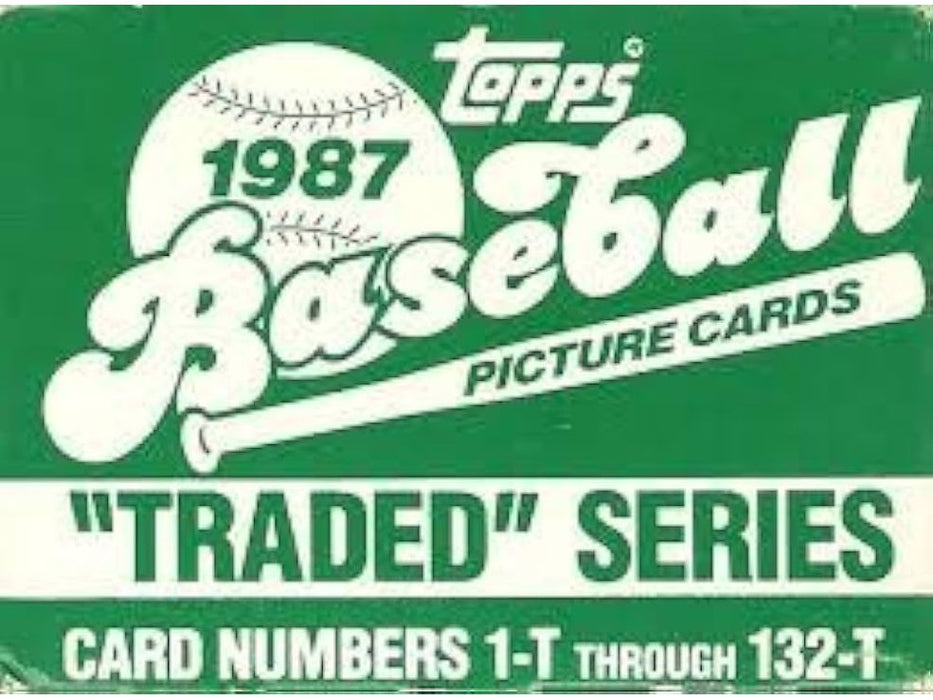 topps®
1987
Baseball
PICTURE CARDS
"TRADED" SERIES
CARD NUMBERS 1-T THROUGH 132-T